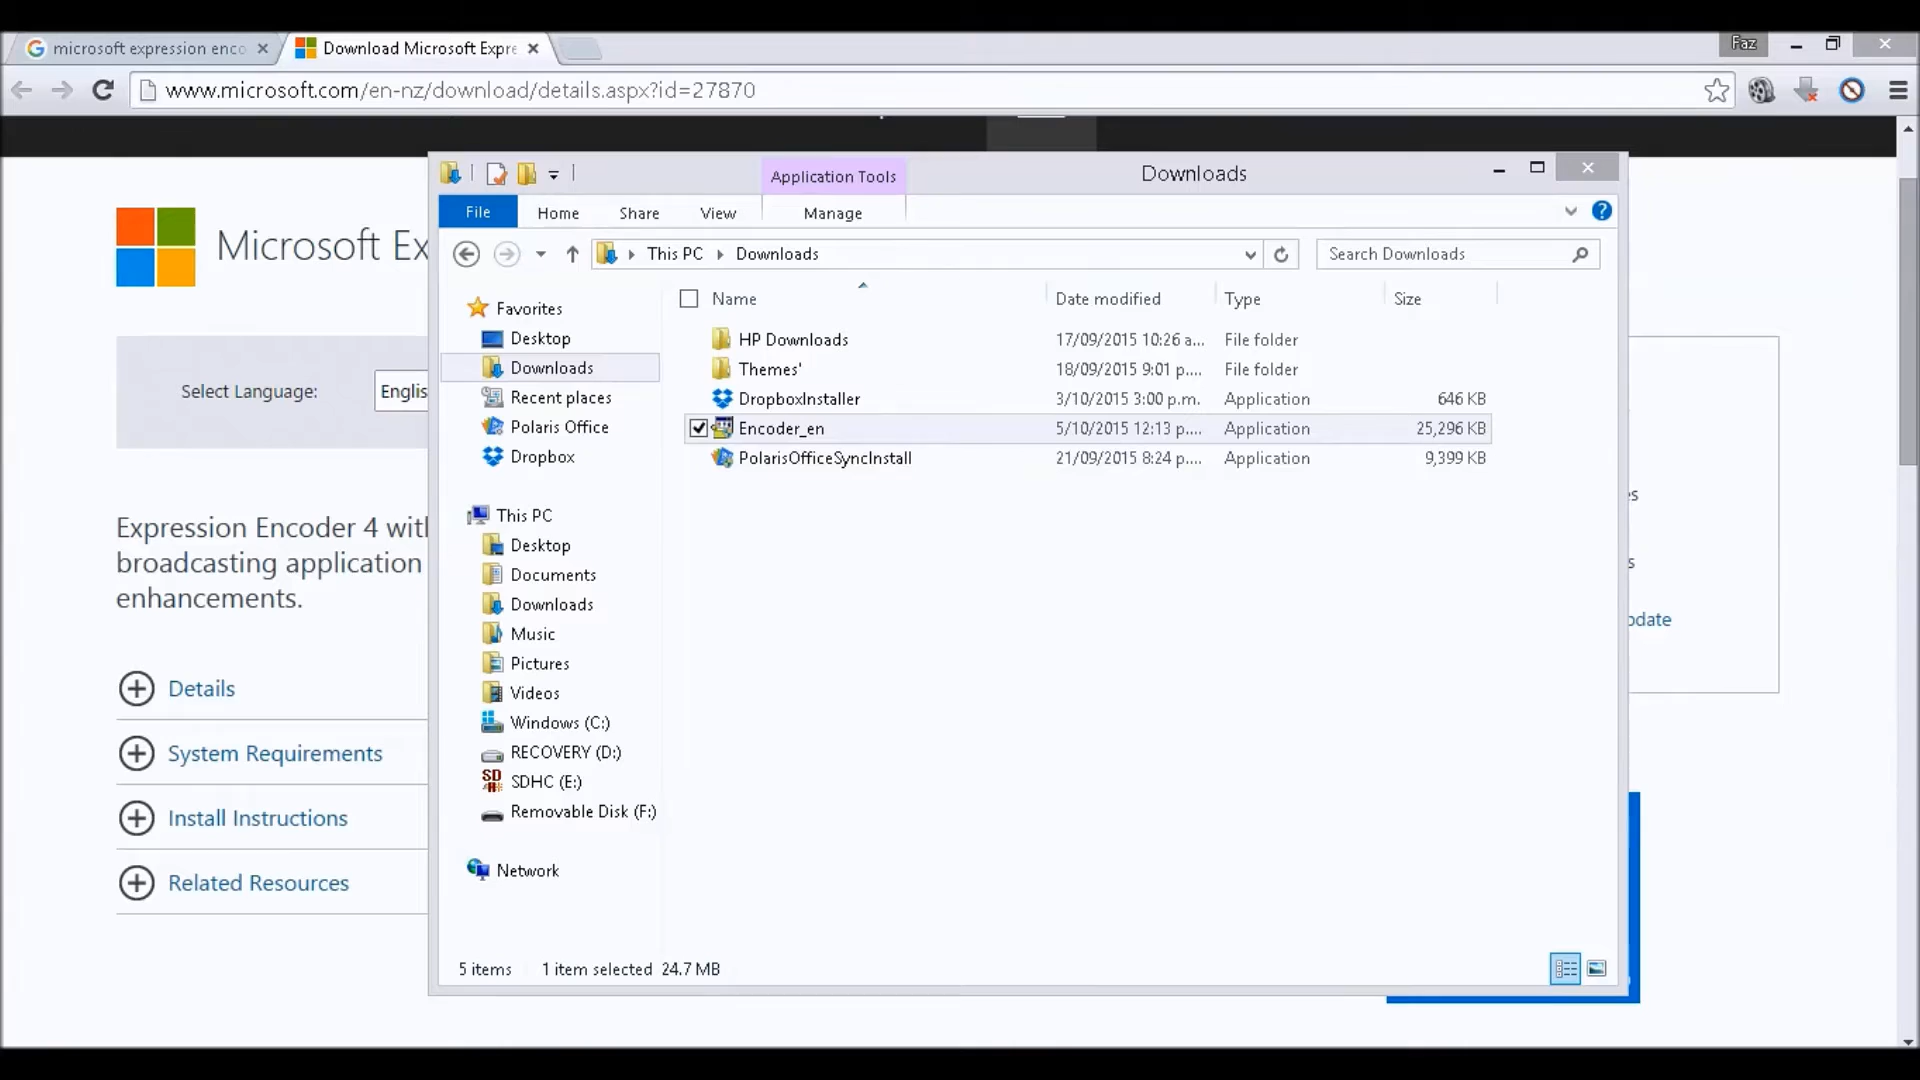 microsoft expression enco
Download Microsoft Expre
Faz
www.microsoft.com/en-nz/download/details.aspx?id=27870
Application Tools
Downloads
File
Home
Share
View
Manage
This PC
Downloads
Search Downloads
Microsoft Ex
Select Language:
Englis
Name
Date modified
Type
Size
Favorites
Desktop
Downloads
Recent places
Polaris Office
Dropbox
HP Downloads 17/09/2015 10:26 a... File folder
Themes' 18/09/2015 9:01 p.... File folder
DropboxInstaller 3/10/2015 3:00 p.m. Application 646 KB
Encoder_en 5/10/2015 12:13 p.... Application 25,296 KB
PolarisOfficeSyncInstall 21/09/2015 8:24 p.... Application 9,399 KB
This PC
Desktop
Documents
Downloads
Music
Pictures
Videos
Windows (C:)
RECOVERY (D:)
SDHC (E:)
Removable Disk (F:)
Network
5 items 1 item selected 24.7 MB
Expression Encoder 4 wit
broadcasting application
enhancements.
Details
System Requirements
Install Instructions
Related Resources
es
s
pdate